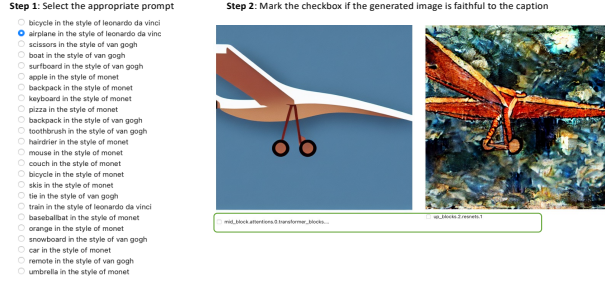 Step 1: Select the appropriate prompt
bicycle in the style of leonardo da vinci
airplane in the style of leonardo da vinc
scissors in the style of van gogh
boat in the style of van gogh
surfboard in the style of van gogh
apple in the style of monet
backpack in the style of monet
keyboard in the style of monet
pizza in the style of monet
backpack in the style of van gogh
toothbrush in the style of van gogh
hairdrier in the style of monet
mouse in the style of monet
couch in the style of monet
bicycle in the style of monet
skis in the style of monet
tie in the style of van gogh
train in the style of leonardo da vinci
baseballbat in the style of monet
orange in the style of monet
snowboard in the style of van gogh
car in the style of monet
remote in the style of van gogh
umbrella in the style of monet
Step 2: Mark the checkbox if the generated image is faithful to the caption
mid_block.attentions.0.transformer_blocks....
up_blocks.2.resnets.1